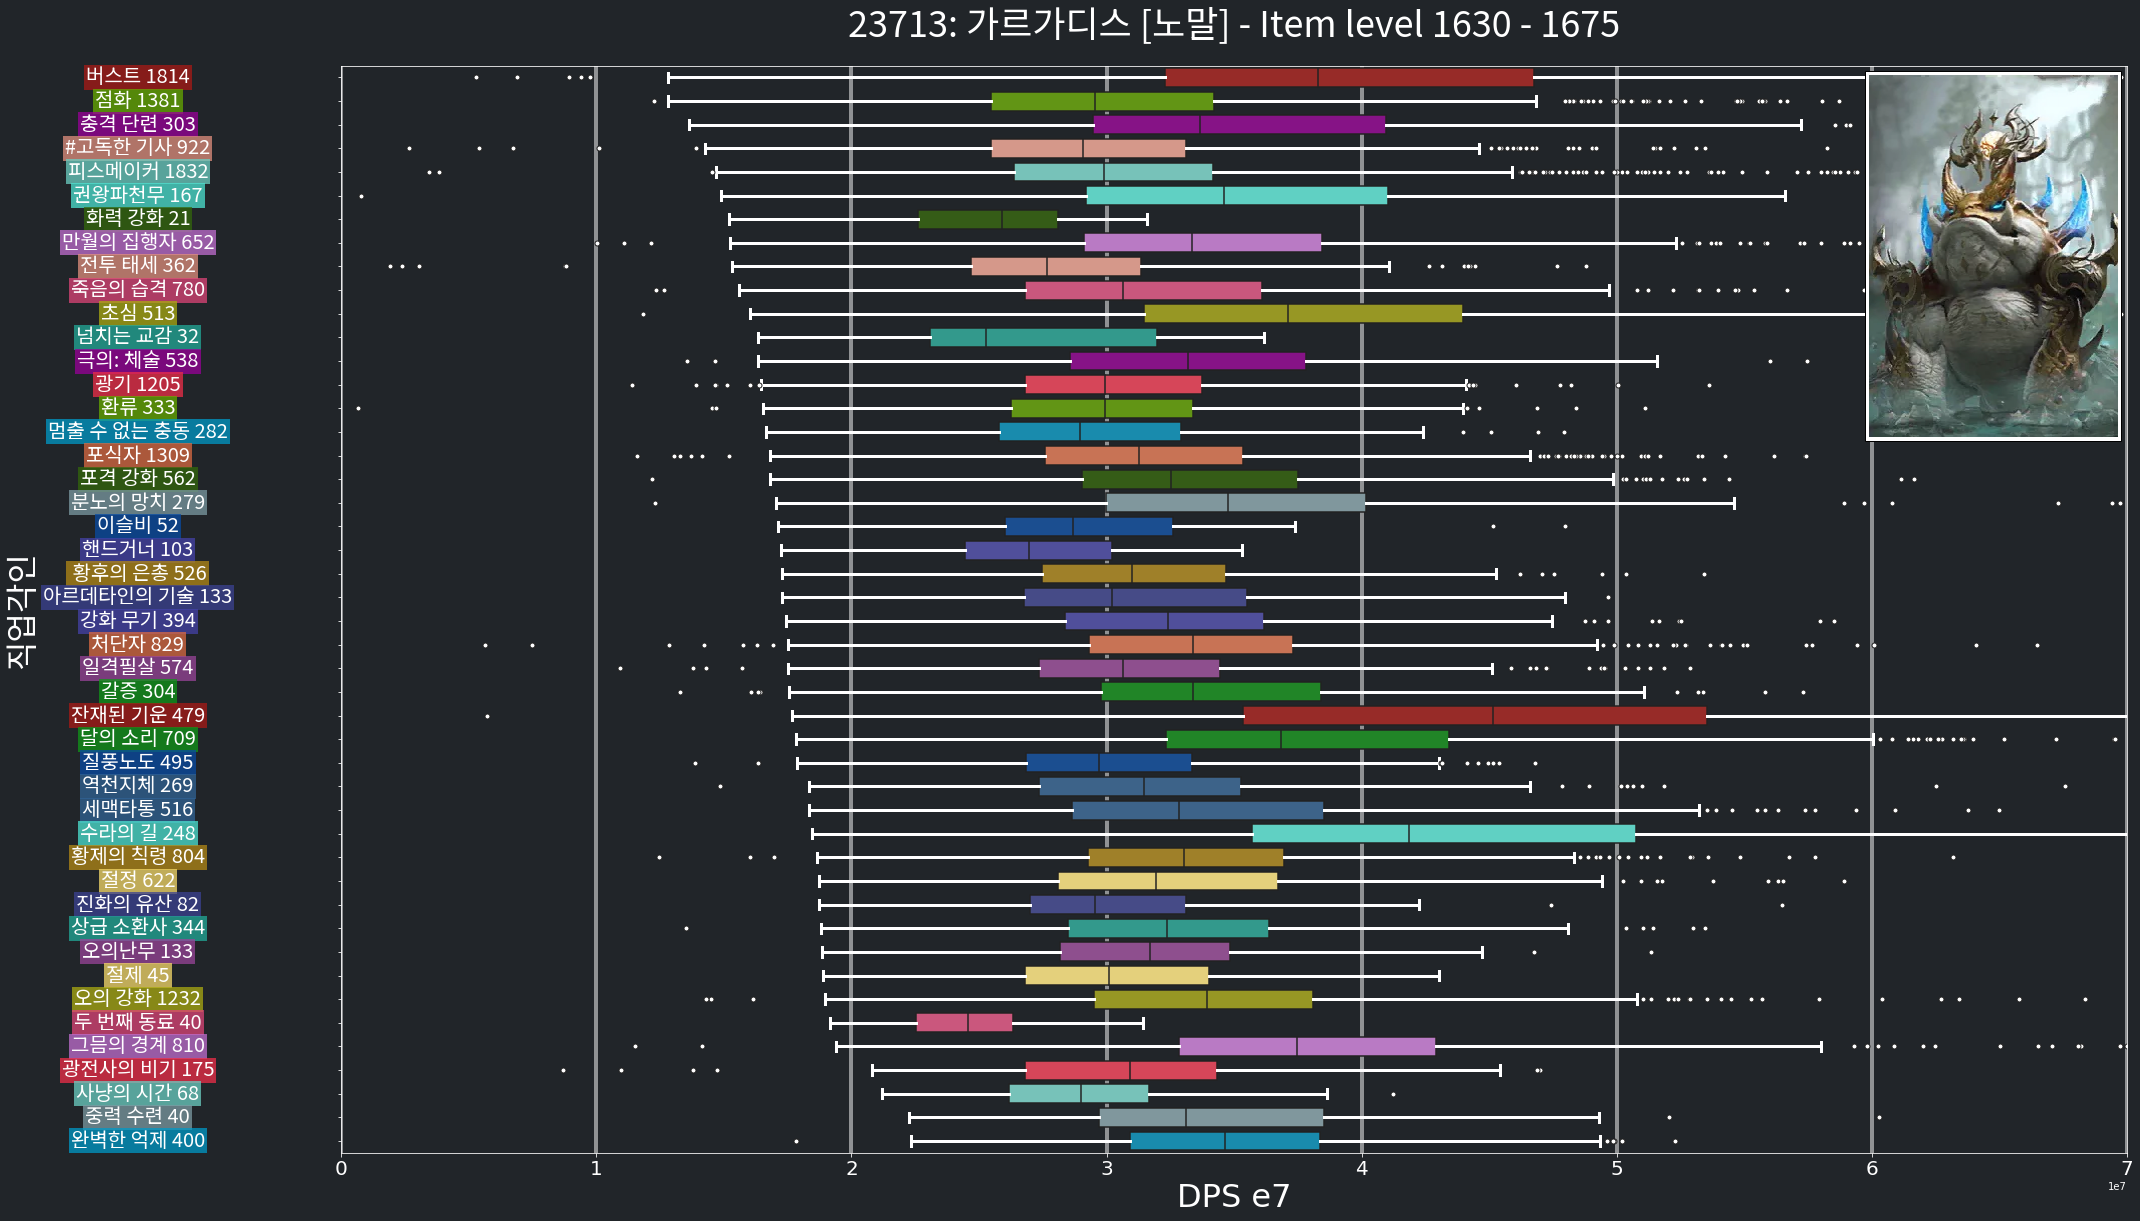 23713: 가르가디스 [노말] - Item level 1630 - 1675
버스트 1814
점화 1381
충격 단련 303
#고독한 기사 922
피스메이커 1832
권왕파천무 167
화력 강화 21
만월의 집행자 652
전투 태세 362
죽음의 습격 780
초심 513
넘치는 교감 32
극의: 체술 538
광기 1205
환류 333
멈출 수 없는 충동 282
포식자 1309
포격 강화 562
분노의 망치 279
이슬비 52
핸드거너 103
황후의 은총 526
아르데타인의 기술 133
강화 무기 394
처단자 829
일격필살 574
갈증 304
잔재된 기운 479
달의 소리 709
질풍노도 495
역천지체 269
세맥타통 516
수라의 길 248
황제의 칙령 804
절정 622
진화의 유산 82
상급 소환사 344
오의난무 133
절제 45
오의 강화 1232
두 번째 동료 40
그믐의 경계 810
광전사의 비기 175
사냥의 시간 68
중력 수련 40
완벽한 억제 400
직업각인
0 1 2 3 4 5 6 7
1e7
DPS e7